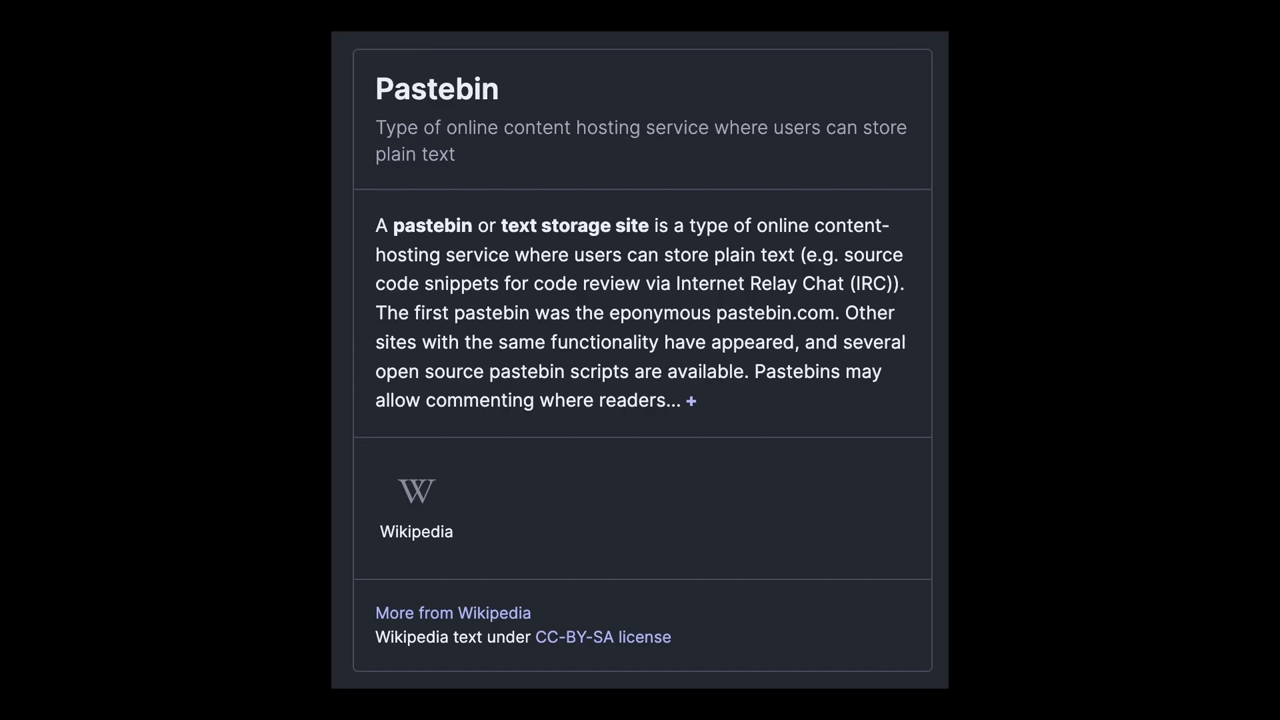 Pastebin
Type of online content hosting service where users can store
plain text
A pastebin or text storage site is a type of online content-
hosting service where users can store plain text (e.g. source
code snippets for code review via Internet Relay Chat (IRC)).
The first pastebin was the eponymous pastebin.com. Other
sites with the same functionality have appeared, and several
open source pastebin scripts are available. Pastebins may
allow commenting where readers... +
W
Wikipedia
More from Wikipedia
Wikipedia text under CC-BY-SA license